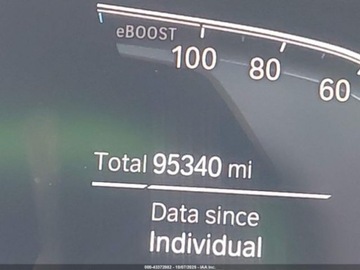 eBOOST
100 80 60
Total 95340 mi
Data since
Individual